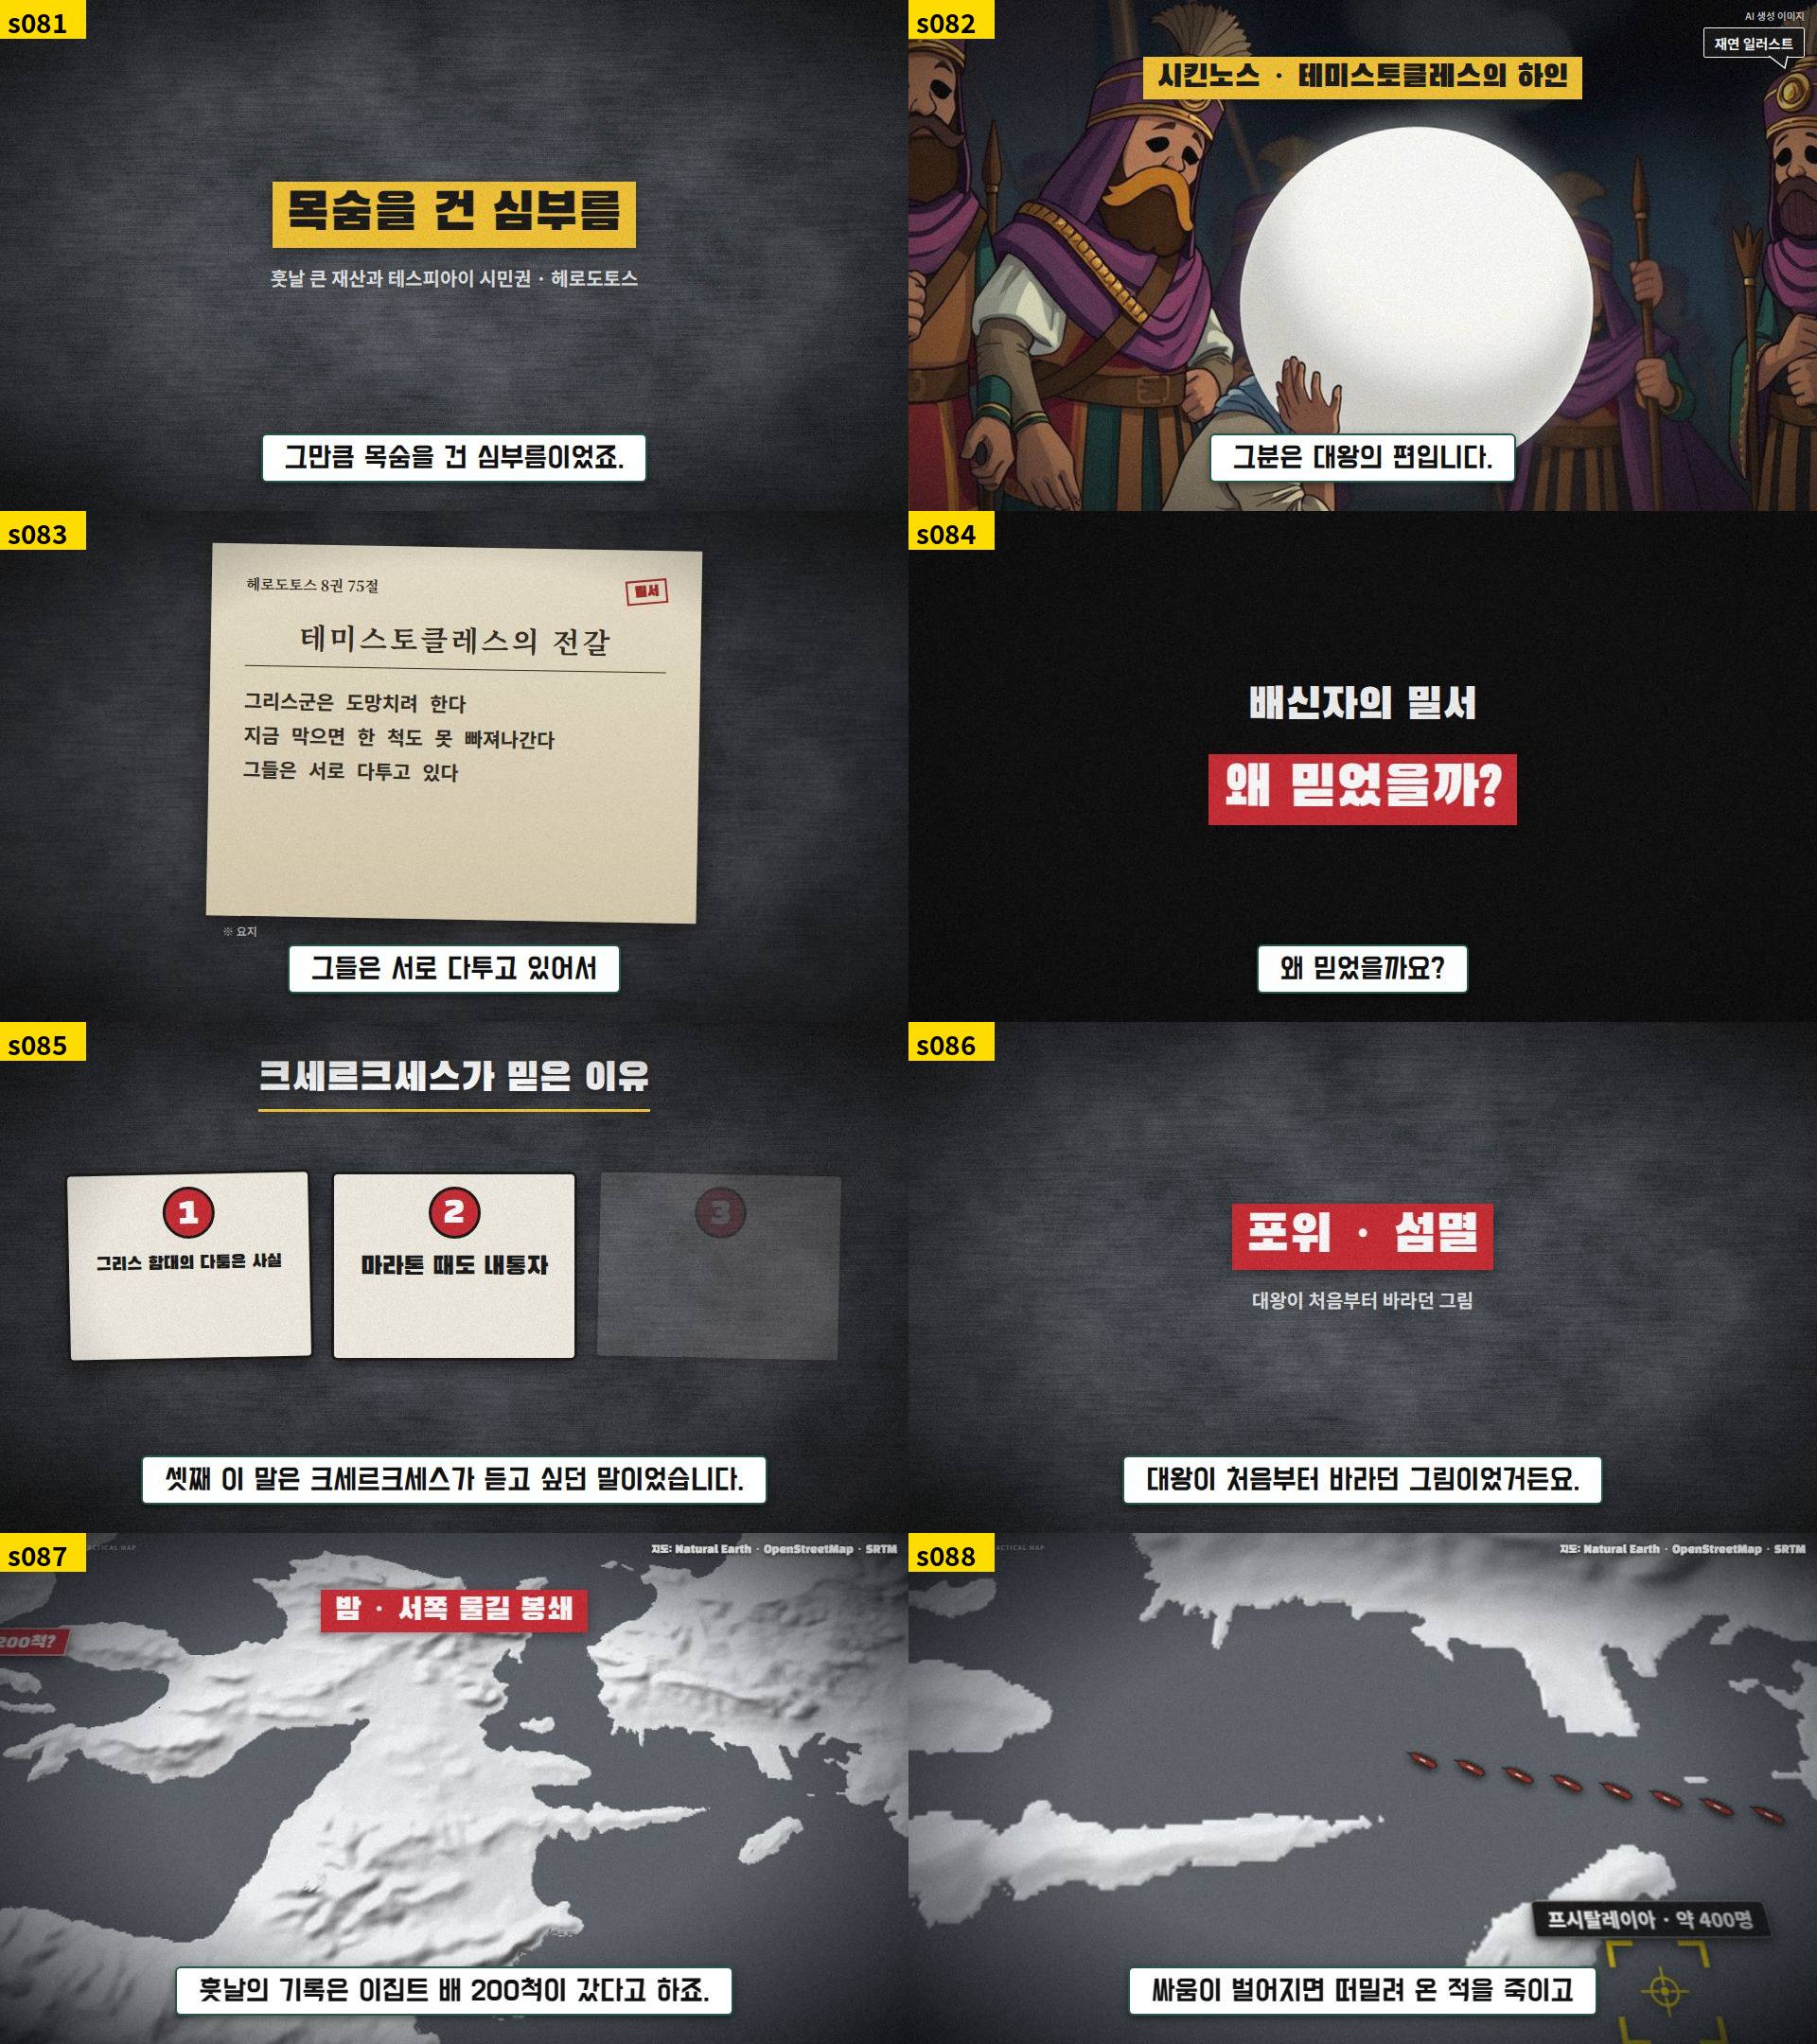 s081
목숨을 건 심부름
훗날 큰 재산과 테스피아이 시민권 · 헤로도토스
그만큼 목숨을 건 심부름이었죠.
s082
AI 생성 이미지
재연 일러스트
시킨노스 · 테미스토클레스의 하인
그분은 대왕의 편입니다.
s083
헤로도토스 8권 75절
밀서
테미스토클레스의 전갈
그리스군은 도망치려 한다
지금 막으면 한 척도 못 빠져나간다
그들은 서로 다투고 있다
※ 요지
그들은 서로 다투고 있어서
s084
배신자의 밀서
왜 믿었을까?
왜 믿었을까요?
s085
크세르크세스가 믿은 이유
1
그리스 함대의 다툼은 사실
2
마라톤 때도 내통자
3
셋째 이 말은 크세르크세스가 듣고 싶던 말이었습니다.
s086
포위 · 섬멸
대왕이 처음부터 바라던 그림
대왕이 처음부터 바라던 그림이었거든요.
s087
ACTICAL MAP
지도: Natural Earth · OpenStreetMap · SRTM
밤 · 서쪽 물길 봉쇄
200척?
훗날의 기록은 이집트 배 200척이 갔다고 하죠.
s088
ACTICAL MAP
지도: Natural Earth · OpenStreetMap · SRTM
프시탈레이아 · 약 400명
싸움이 벌어지면 떠밀려 온 적을 죽이고